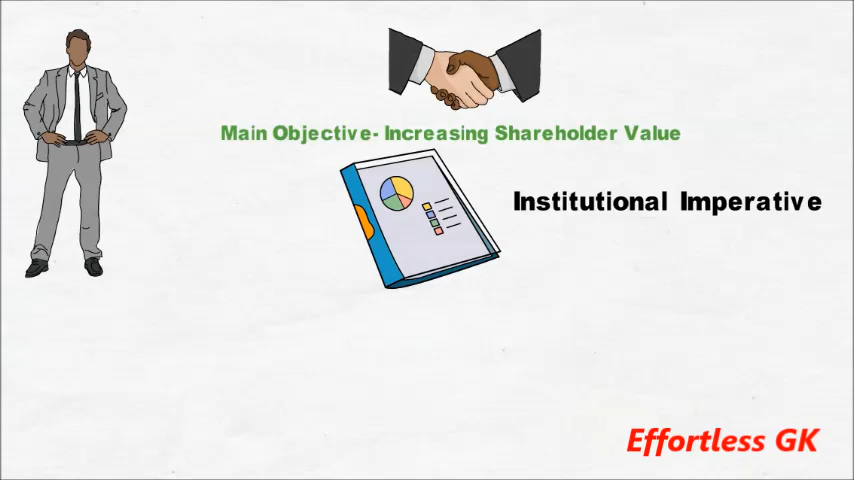 Main Objective- Increasing Shareholder Value
Institutional Imperative
Effortless GK